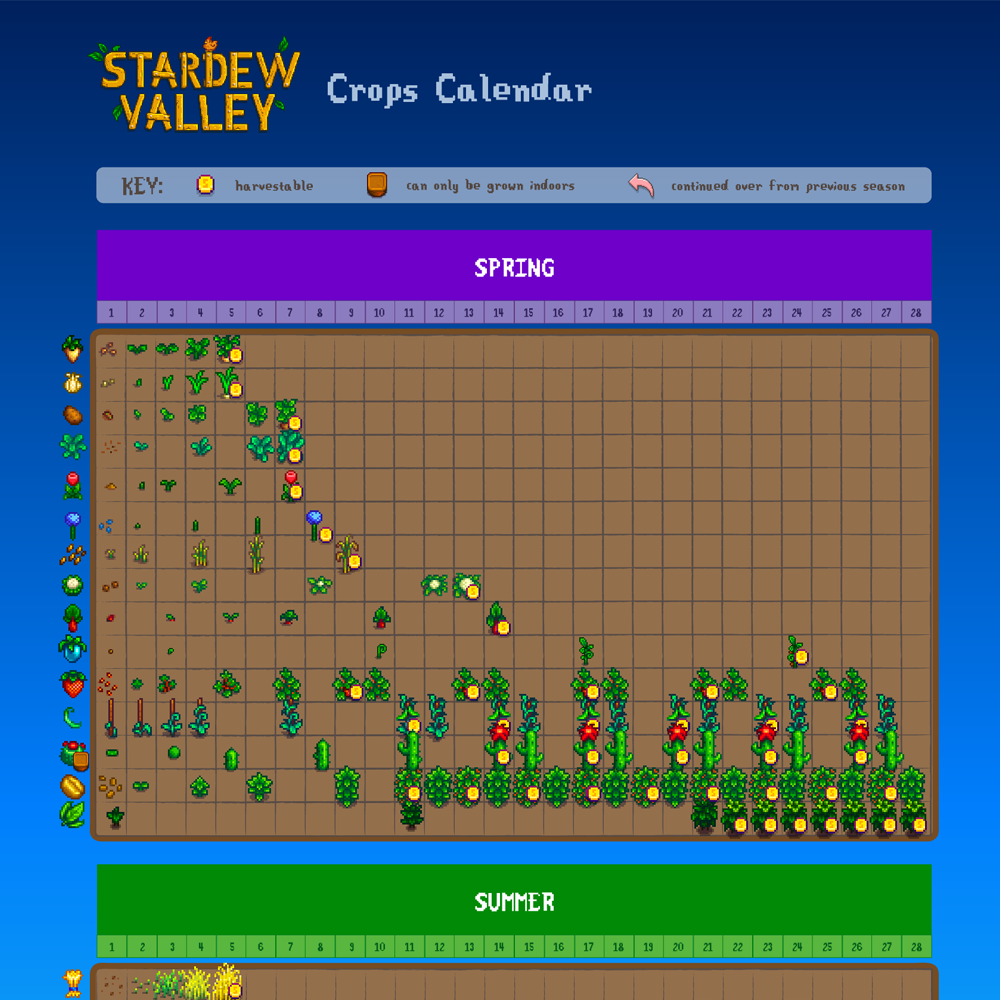 STARDEW
VALLEY
Crops Calendar
KEY: harvestable can only be grown indoors continued over from previous season
SPRING
1 2 3 4 5 6 7 8 9 10 11 12 13 14 15 16 17 18 19 20 21 22 23 24 25 26 27 28
SUMMER
1 2 3 4 5 6 7 8 9 10 11 12 13 14 15 16 17 18 19 20 21 22 23 24 25 26 27 28